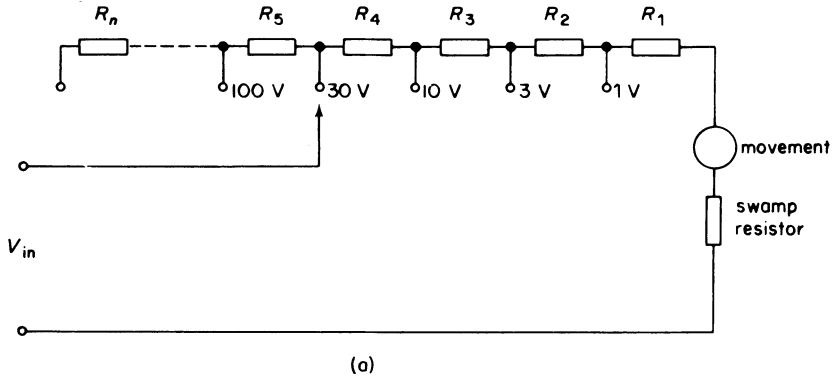 Rn R5 R4 R3 R2 R1
100 V 30 V 10 V 3 V 1 V
movement
swamp
resistor
Vin
(a)